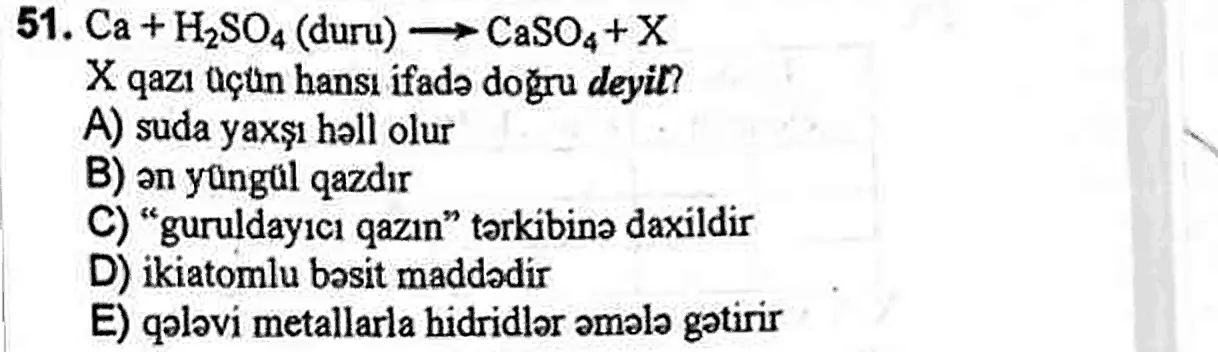 51. Ca + H₂SO₄ (duru) ⟶ CaSO₄ + X
X qazı üçün hansı ifadə doğru deyil?
A) suda yaxşı həll olur
B) ən yüngül qazdır
C) “guruldayıcı qazın” tərkibinə daxildir
D) ikiatomlu bəsit maddədir
E) qələvi metallarla hidridlər əmələ gətirir